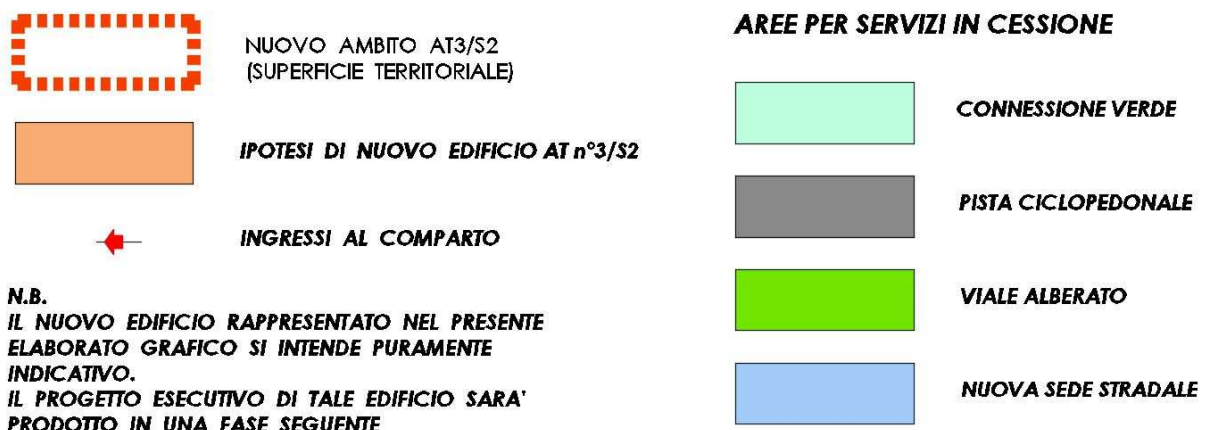 NUOVO AMBITO AT3/S2
(SUPERFICIE TERRITORIALE)
IPOTESI DI NUOVO EDIFICIO AT n°3/S2
INGRESSI AL COMPARTO
N.B.
IL NUOVO EDIFICIO RAPPRESENTATO NEL PRESENTE
ELABORATO GRAFICO SI INTENDE PURAMENTE
INDICATIVO.
IL PROGETTO ESECUTIVO DI TALE EDIFICIO SARA'
PRODOTTO IN UNA FASE SEGUENTE
AREE PER SERVIZI IN CESSIONE
CONNESSIONE VERDE
PISTA CICLOPEDONALE
VIALE ALBERATO
NUOVA SEDE STRADALE